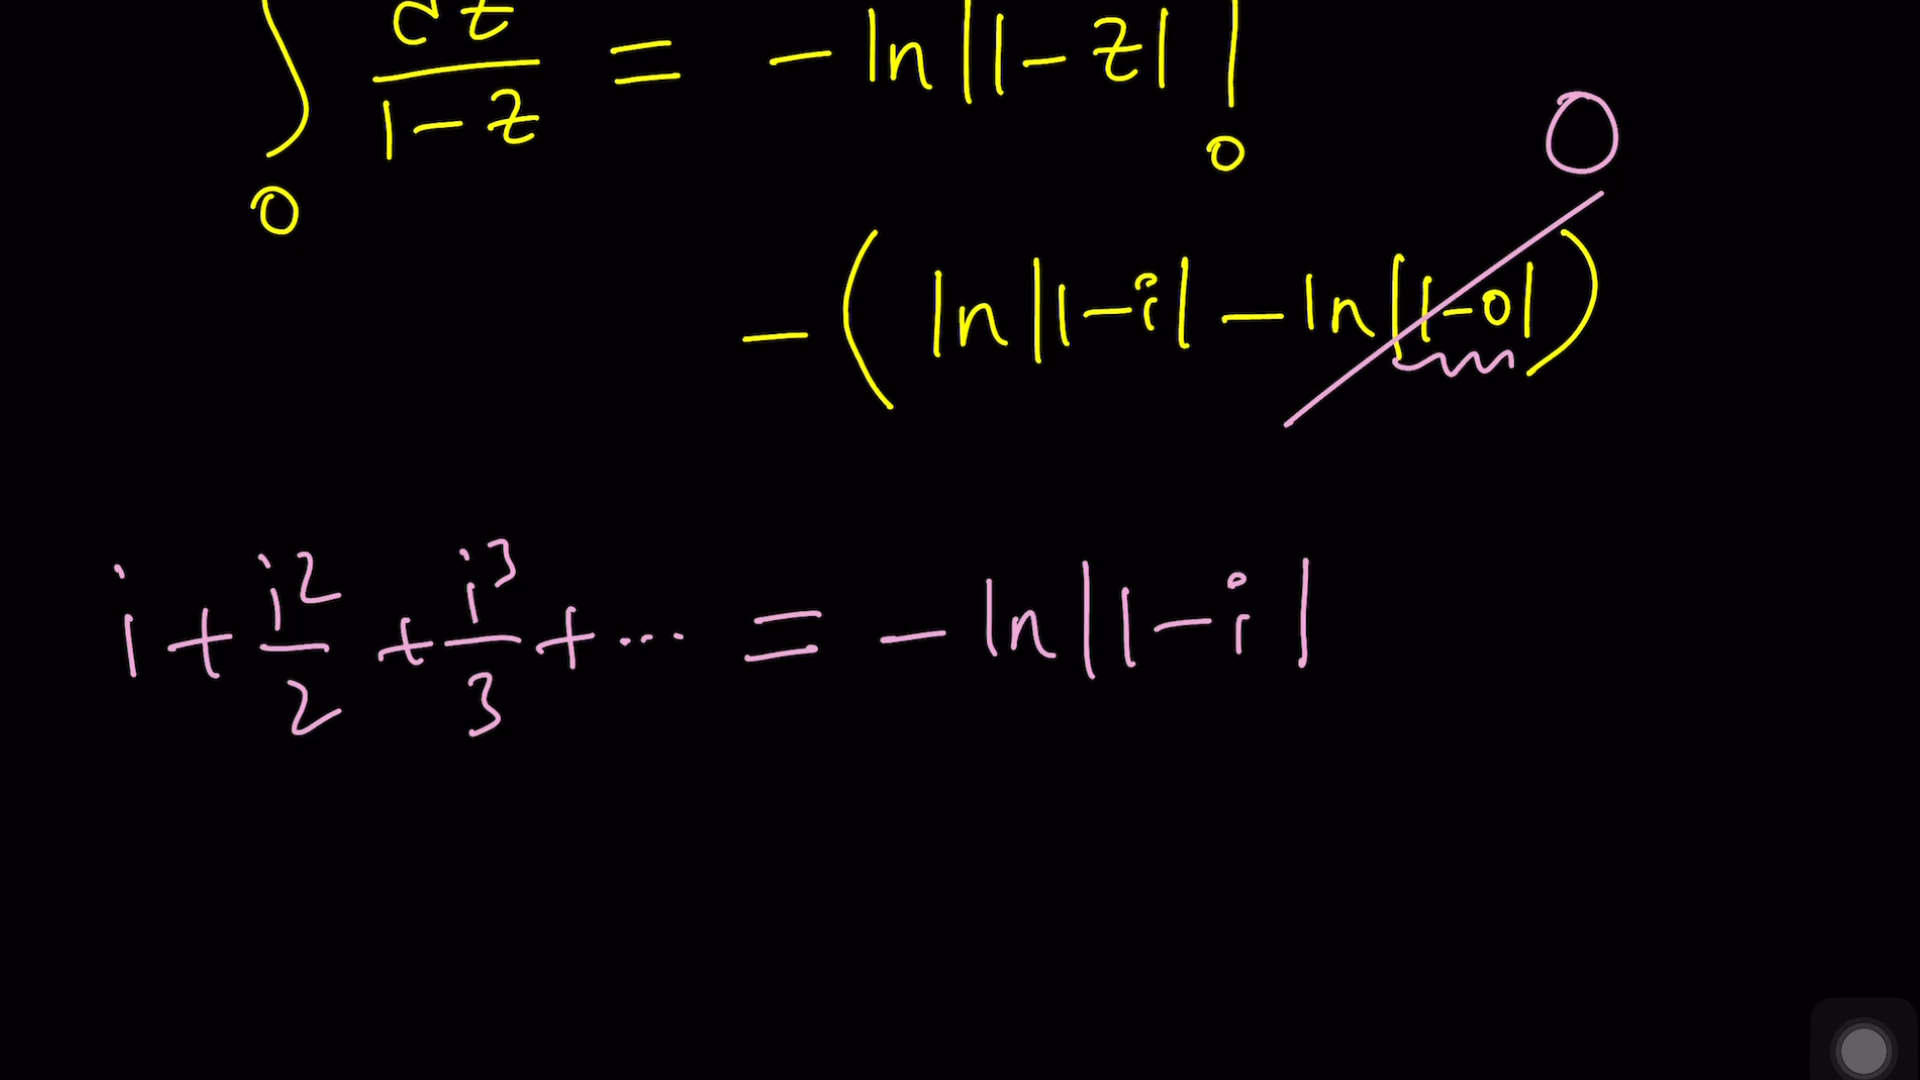 ∫₀ dz/(1-z) = -ln|1-z| |₀
0
-(ln|1-i| - ln|1-0|)
i + i²/2 + i³/3 + ... = -ln|1-i|